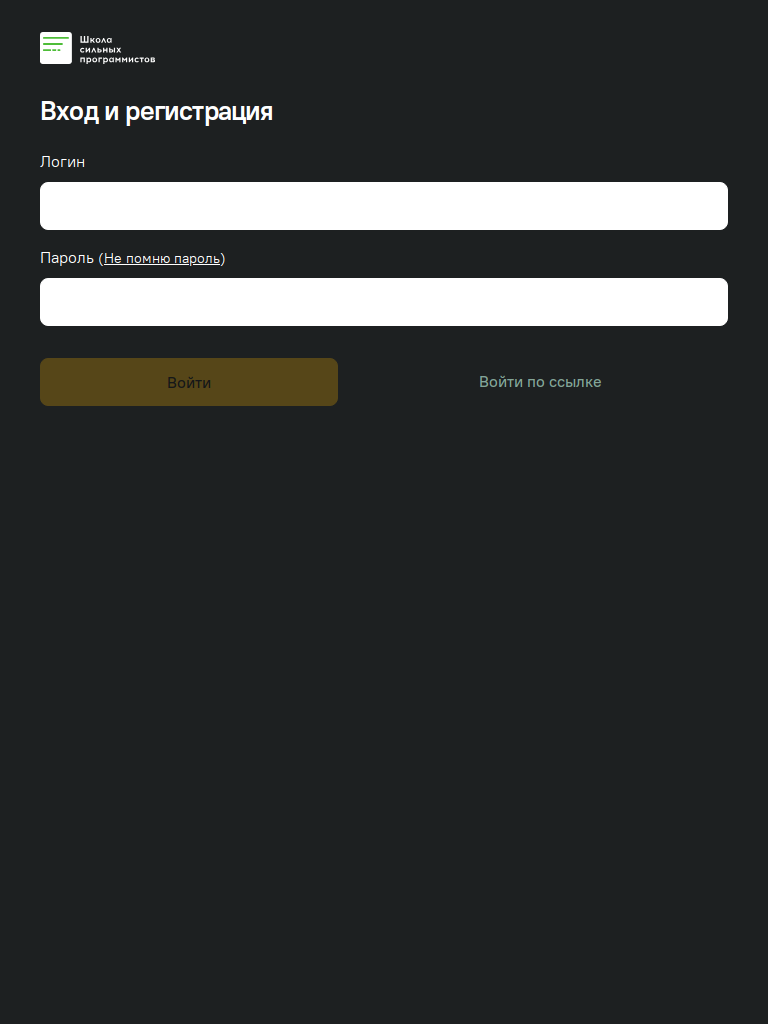 Школа
сильных
программистов
Вход и регистрация
Логин
Пароль (Не помню пароль)
Войти
Войти по ссылке